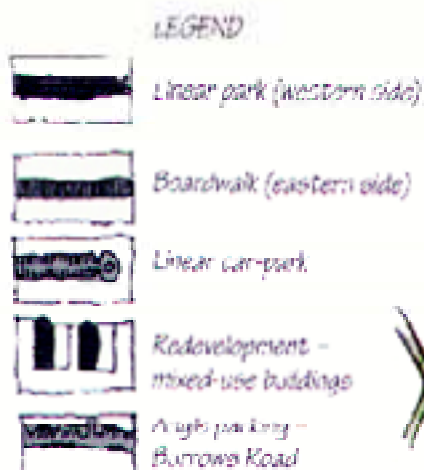 LEGEND
Linear park (western side)
Boardwalk (eastern side)
Linear car-park
Redevelopment –
mixed-use buildings
Angle parking –
Burrows Road